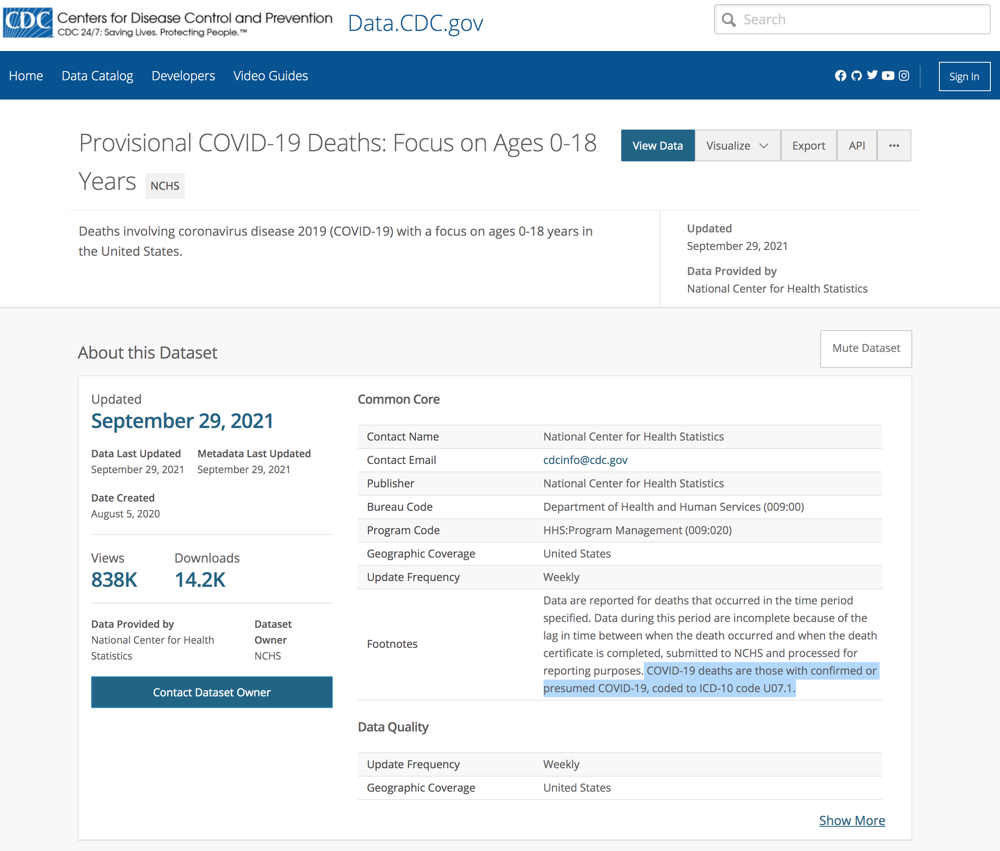 CDC Centers for Disease Control and Prevention
CDC 24/7: Saving Lives. Protecting People.™
Data.CDC.gov
Search
Home Data Catalog Developers Video Guides
Sign In
Provisional COVID-19 Deaths: Focus on Ages 0-18
Years NCHS
View Data Visualize Export API ...
Deaths involving coronavirus disease 2019 (COVID-19) with a focus on ages 0-18 years in
the United States.
Updated
September 29, 2021
Data Provided by
National Center for Health Statistics
About this Dataset
Mute Dataset
Updated
September 29, 2021
Data Last Updated Metadata Last Updated
September 29, 2021 September 29, 2021
Date Created
August 5, 2020
Views Downloads
838K 14.2K
Data Provided by
National Center for Health
Statistics
Dataset
Owner
NCHS
Contact Dataset Owner
Common Core
Contact Name National Center for Health Statistics
Contact Email cdcinfo@cdc.gov
Publisher National Center for Health Statistics
Bureau Code Department of Health and Human Services (009:00)
Program Code HHS:Program Management (009:020)
Geographic Coverage United States
Update Frequency Weekly
Footnotes
Data are reported for deaths that occurred in the time period
specified. Data during this period are incomplete because of the
lag in time between when the death occurred and when the death
certificate is completed, submitted to NCHS and processed for
reporting purposes. COVID-19 deaths are those with confirmed or
presumed COVID-19, coded to ICD-10 code U07.1.
Data Quality
Update Frequency Weekly
Geographic Coverage United States
Show More